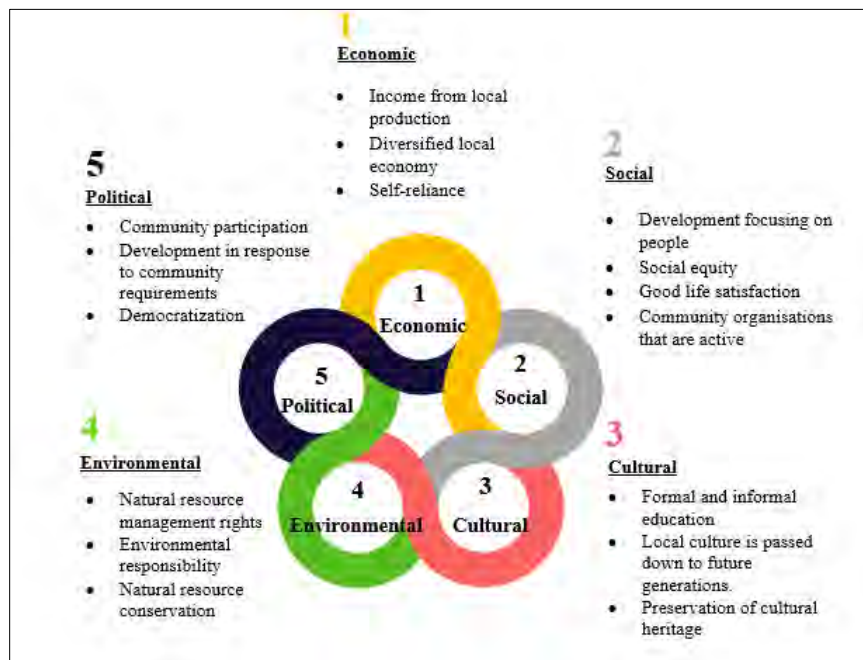 1
Economic
• Income from local
production
• Diversified local
economy
• Self-reliance
2
Social
• Development focusing on
people
• Social equity
• Good life satisfaction
• Community organisations
that are active
3
Cultural
• Formal and informal
education
• Local culture is passed
down to future
generations.
• Preservation of cultural
heritage
4
Environmental
• Natural resource
management rights
• Environmental
responsibility
• Natural resource
conservation
5
Political
• Community participation
• Development in response
to community
requirements
• Democratization
1
Economic
2
Social
3
Cultural
4
Environmental
5
Political